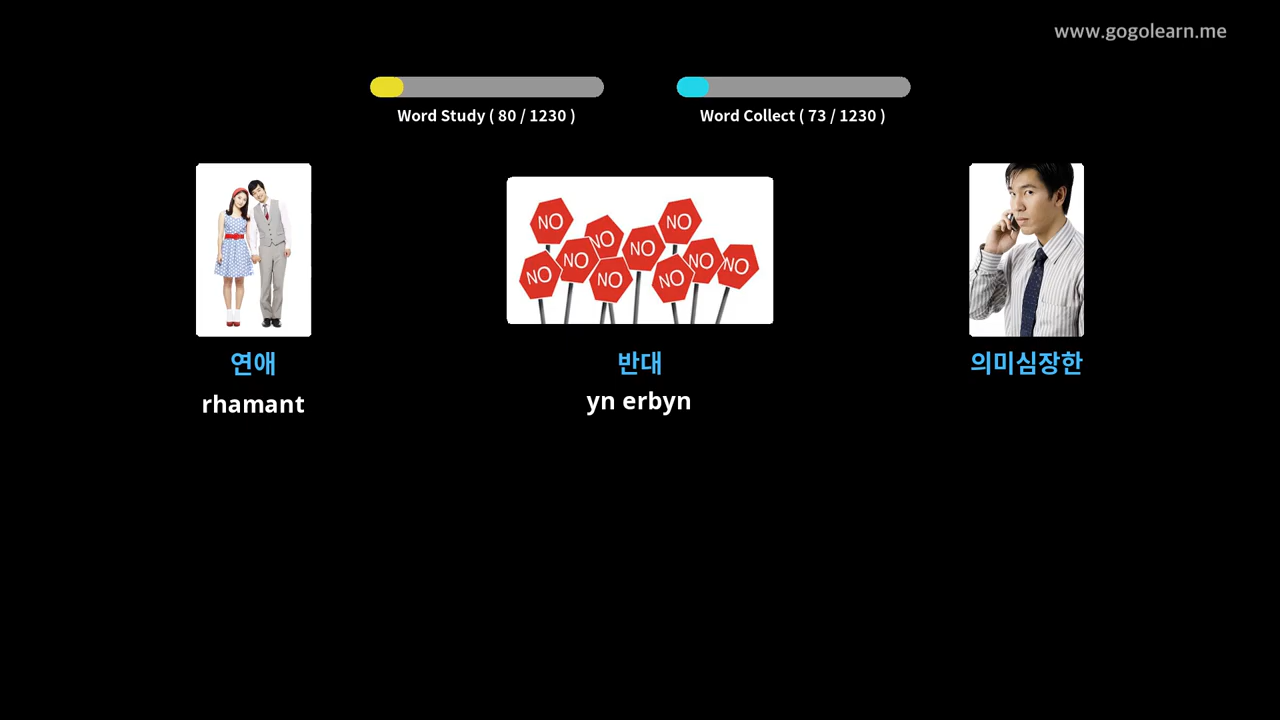 www.gogolearn.me
Word Study ( 80 / 1230 )
Word Collect ( 73 / 1230 )
NO
NO
NO
NO
NO
NO
NO
NO
NO
NO
연애
반대
의미심장한
rhamant
yn erbyn